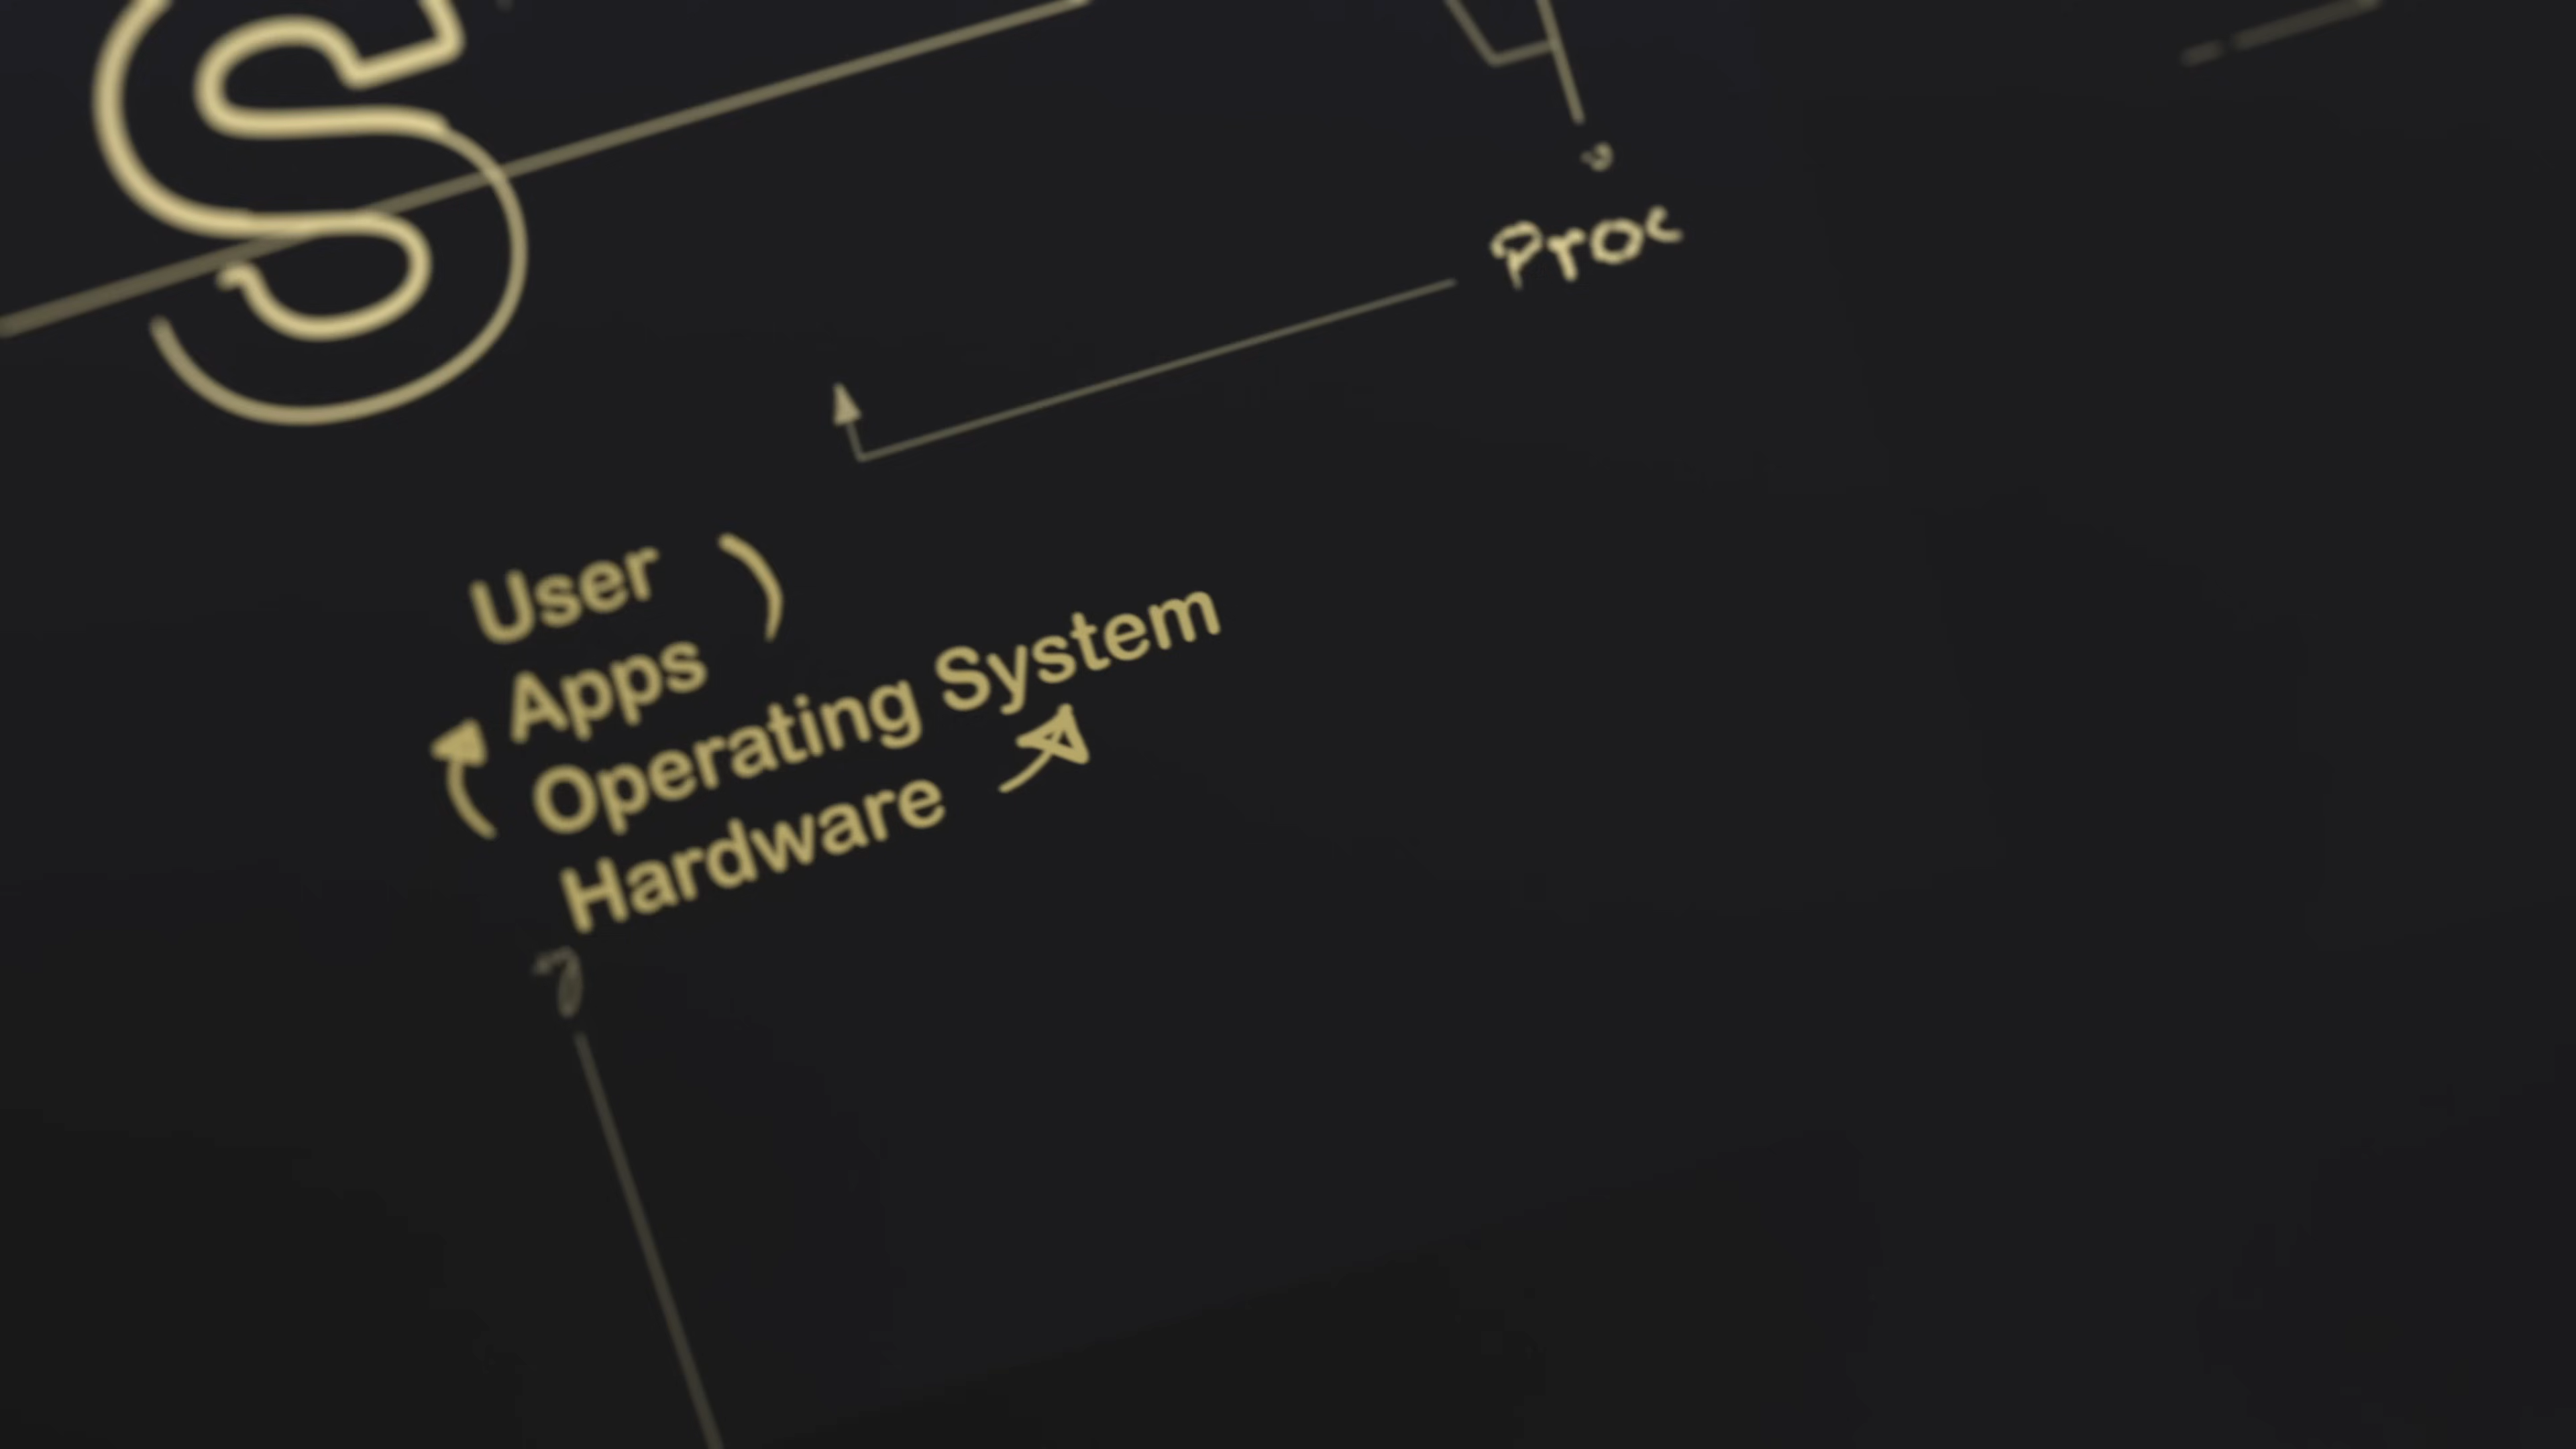 S
Proc
User
Apps
Operating System
Hardware